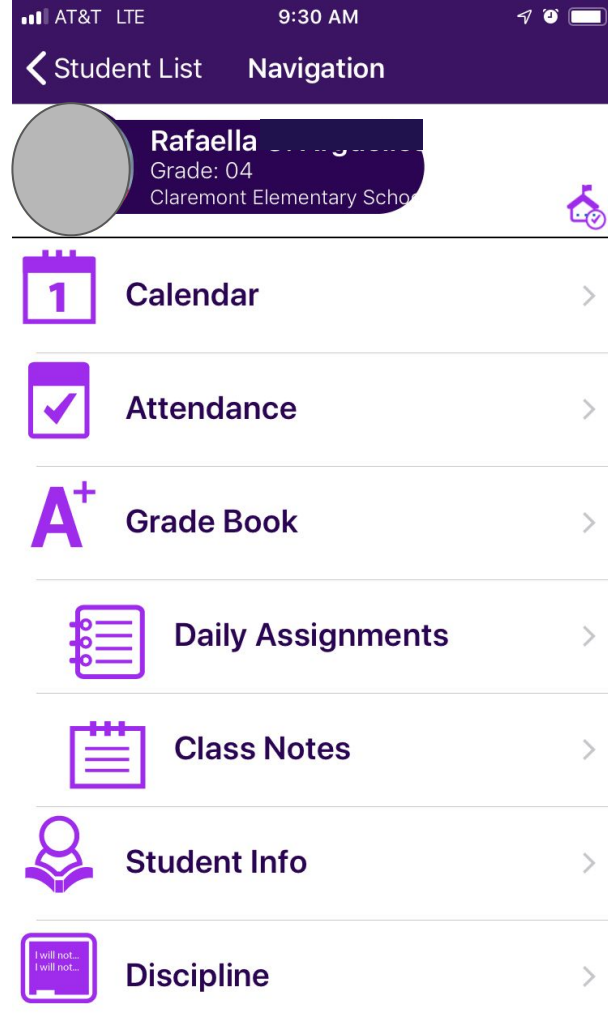 AT&T LTE 9:30 AM
Student List Navigation
Rafaella
Grade: 04
Claremont Elementary Schoo
1 Calendar
Attendance
A+ Grade Book
Daily Assignments
Class Notes
Student Info
I will not...
I will not...
Discipline